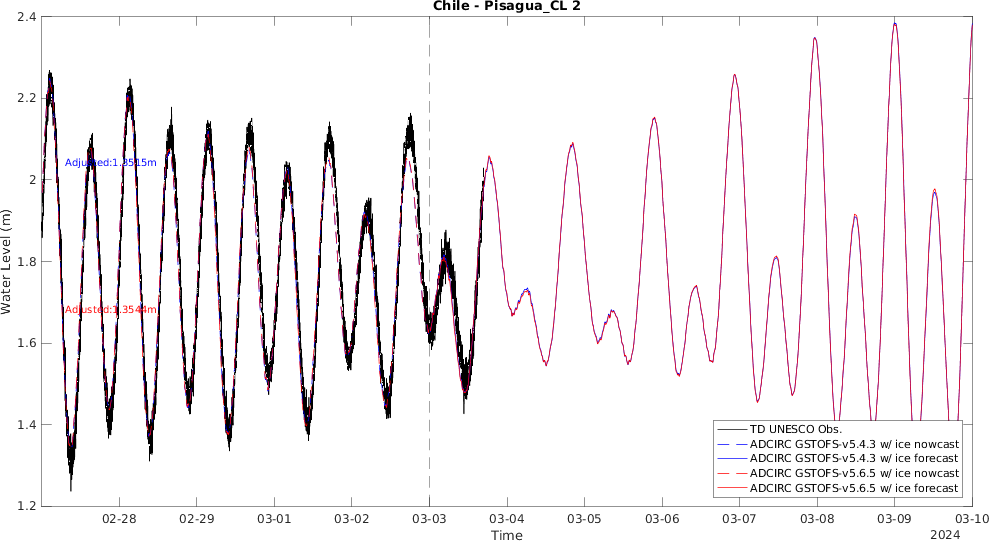 Chile - Pisagua_CL 2
2.4
2.2
2
1.8
1.6
1.4
1.2
Water Level (m)
Adjusted:1.3515m
Adjusted:1.3544m
TD UNESCO Obs.
ADCIRC GSTOFS-v5.4.3 w/ ice nowcast
ADCIRC GSTOFS-v5.4.3 w/ ice forecast
ADCIRC GSTOFS-v5.6.5 w/ ice nowcast
ADCIRC GSTOFS-v5.6.5 w/ ice forecast
02-28 02-29 03-01 03-02 03-03 03-04 03-05 03-06 03-07 03-08 03-09 03-10
Time
2024